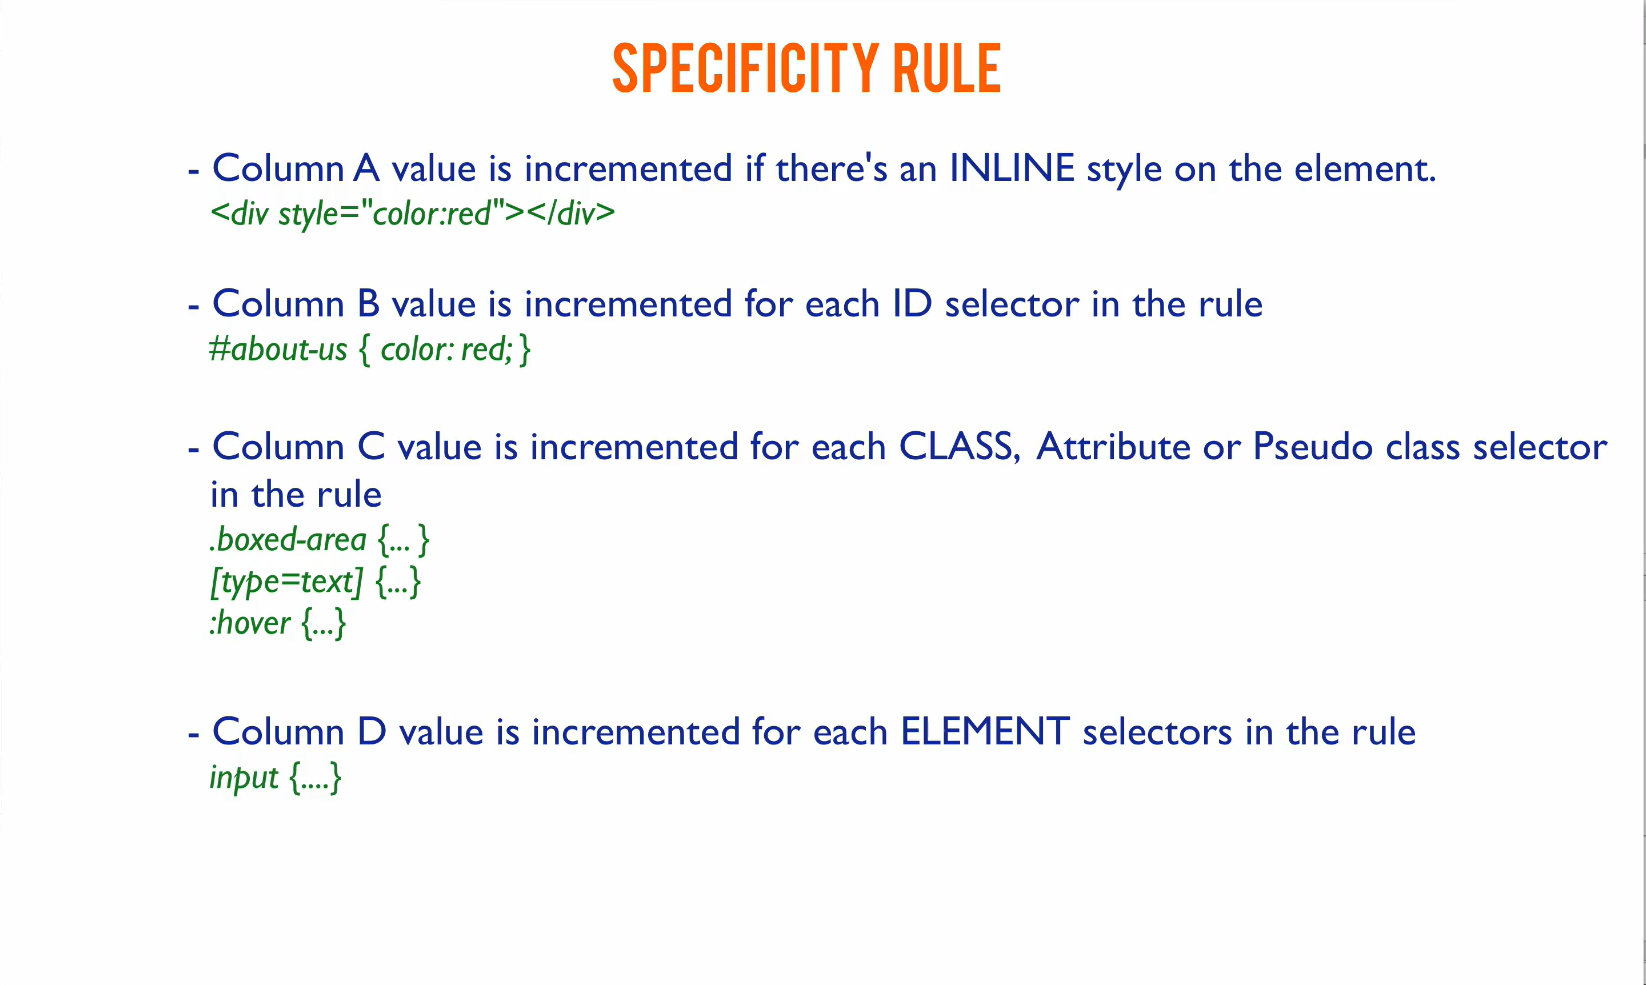 SPECIFICITY RULE
- Column A value is incremented if there's an INLINE style on the element.
<div style="color:red"></div>
- Column B value is incremented for each ID selector in the rule
#about-us { color: red; }
- Column C value is incremented for each CLASS, Attribute or Pseudo class selector
in the rule
.boxed-area {... }
[type=text] {...}
:hover {...}
- Column D value is incremented for each ELEMENT selectors in the rule
input {....}